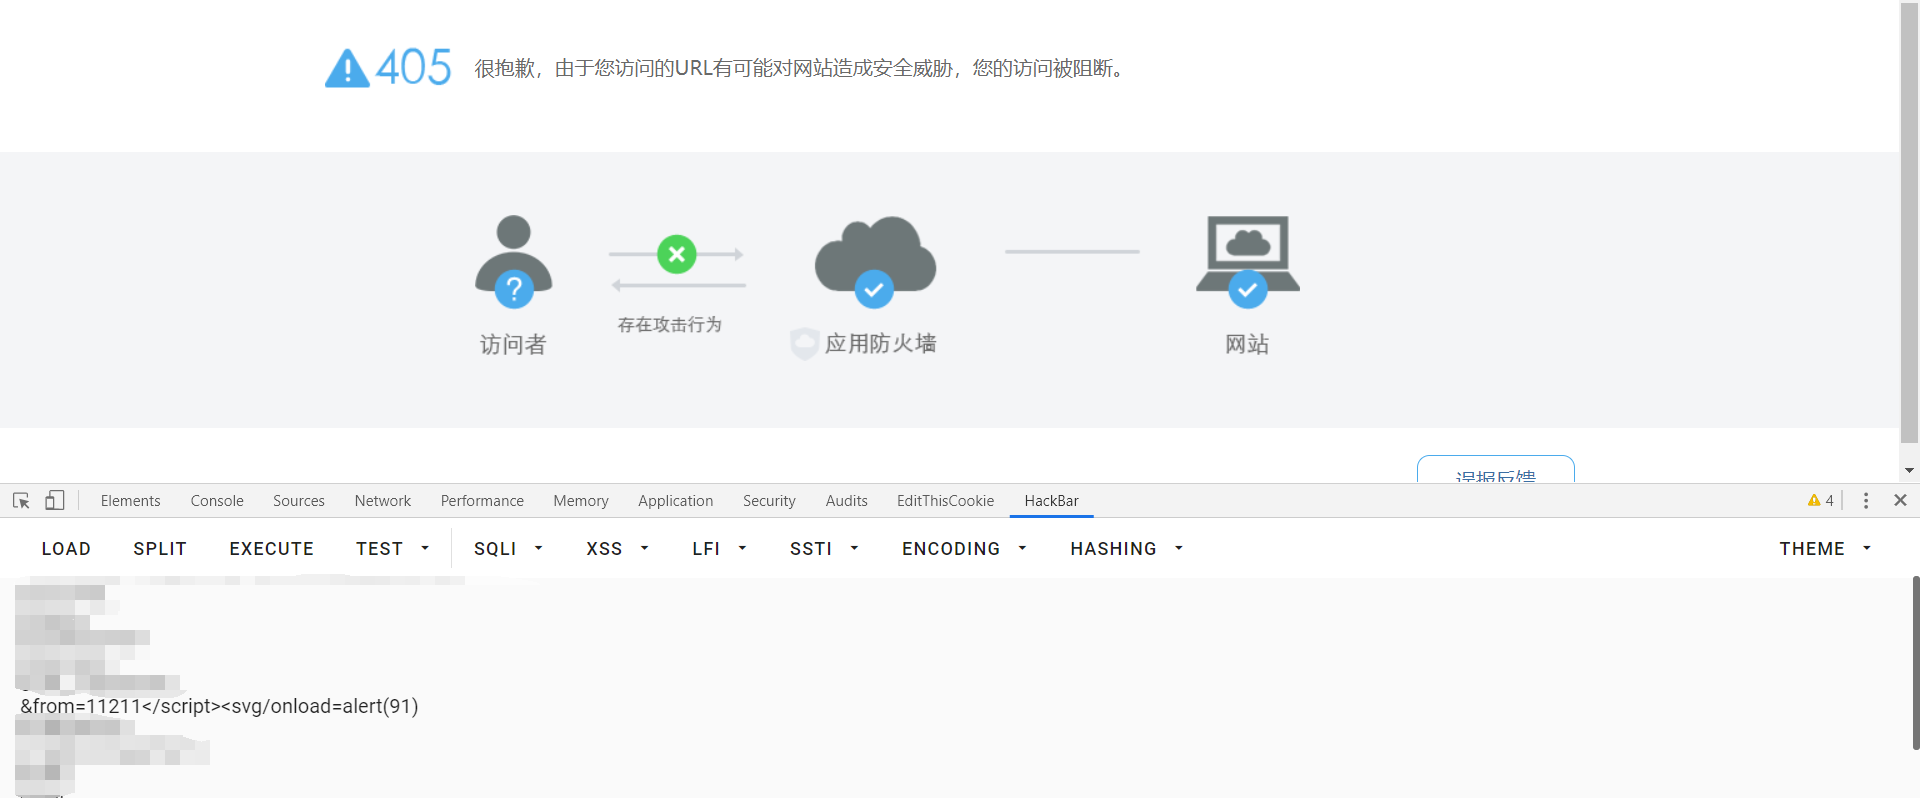 405 很抱歉，由于您访问的URL有可能对网站造成安全威胁，您的访问被阻断。
存在攻击行为
访问者 应用防火墙 网站
误报反馈
Elements Console Sources Network Performance Memory Application Security Audits EditThisCookie HackBar 4
LOAD SPLIT EXECUTE TEST SQLI XSS LFI SSTI ENCODING HASHING THEME
&from=11211</script><svg/onload=alert(91)